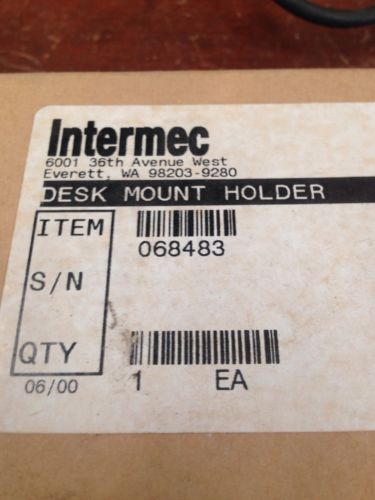 Intermec
6001 36th Avenue West
Everett, WA 98203-9280
DESK MOUNT HOLDER
ITEM
068483
S/N
QTY
1 EA
06/00